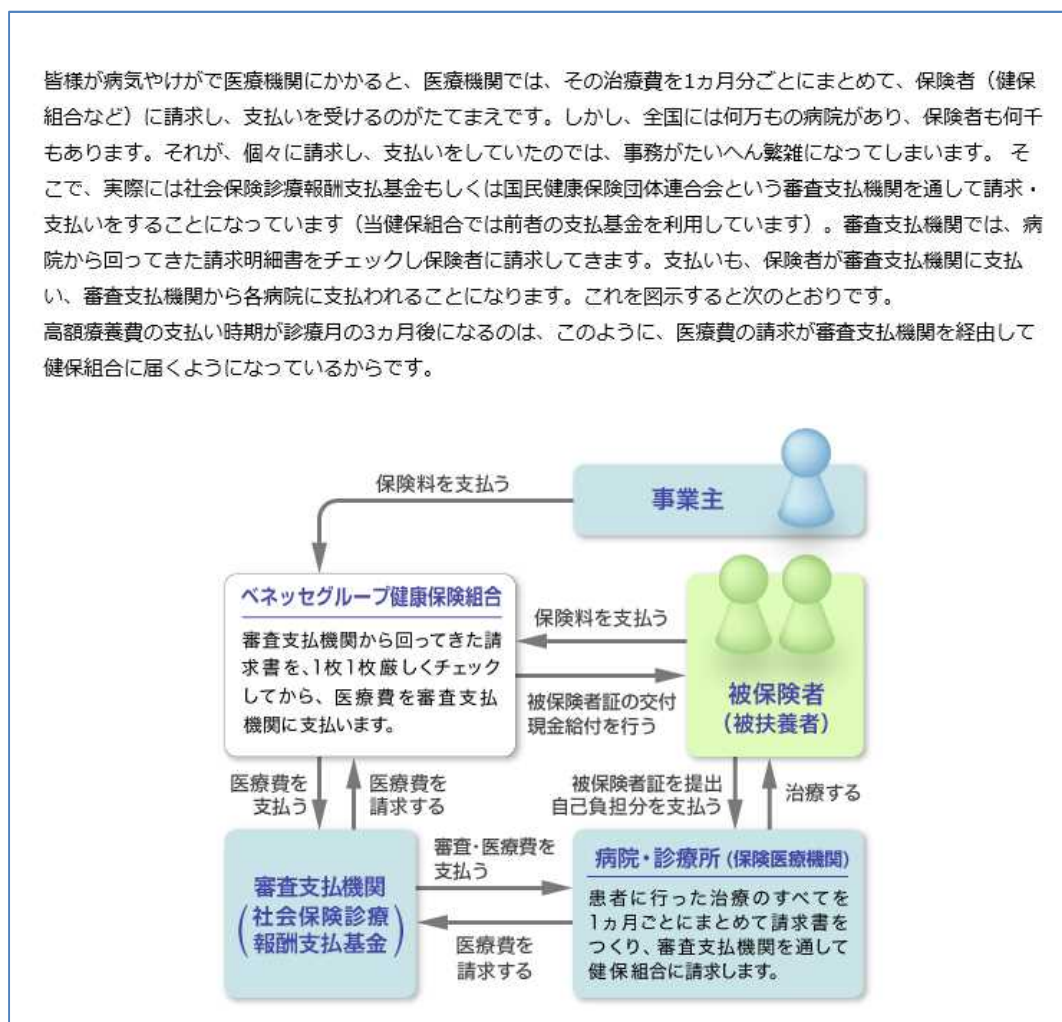 皆様が病気やけがで医療機関にかかると、医療機関では、その治療費を1ヵ月分ごとにまとめて、保険者（健保
組合など）に請求し、支払いを受けるのがたてまえです。しかし、全国には何万もの病院があり、保険者も何千
もあります。それが、個々に請求し、支払いをしていたのでは、事務がたいへん繁雑になってしまいます。 そ
こで、実際には社会保険診療報酬支払基金もしくは国民健康保険団体連合会という審査支払機関を通して請求・
支払いをすることになっています（当健保組合では前者の支払基金を利用しています）。審査支払機関では、病
院から回ってきた請求明細書をチェックし保険者に請求してきます。支払いも、保険者が審査支払機関に支払
い、審査支払機関から各病院に支払われることになります。これを図示すると次のとおりです。
高額療養費の支払い時期が診療月の3ヵ月後になるのは、このように、医療費の請求が審査支払機関を経由して
健保組合に届くようになっているからです。
保険料を支払う
事業主
ベネッセグループ健康保険組合
審査支払機関から回ってきた請
求書を、1枚1枚厳しくチェック
してから、医療費を審査支払
機関に支払います。
保険料を支払う
被保険者証の交付
現金給付を行う
被保険者
（被扶養者）
医療費を
支払う
医療費を
請求する
被保険者証を提出
自己負担分を支払う
治療する
審査支払機関
（社会保険診療
報酬支払基金）
審査・医療費を
支払う
医療費を
請求する
病院・診療所（保険医療機関）
患者に行った治療のすべてを
1ヵ月ごとにまとめて請求書を
つくり、審査支払機関を通して
健保組合に請求します。